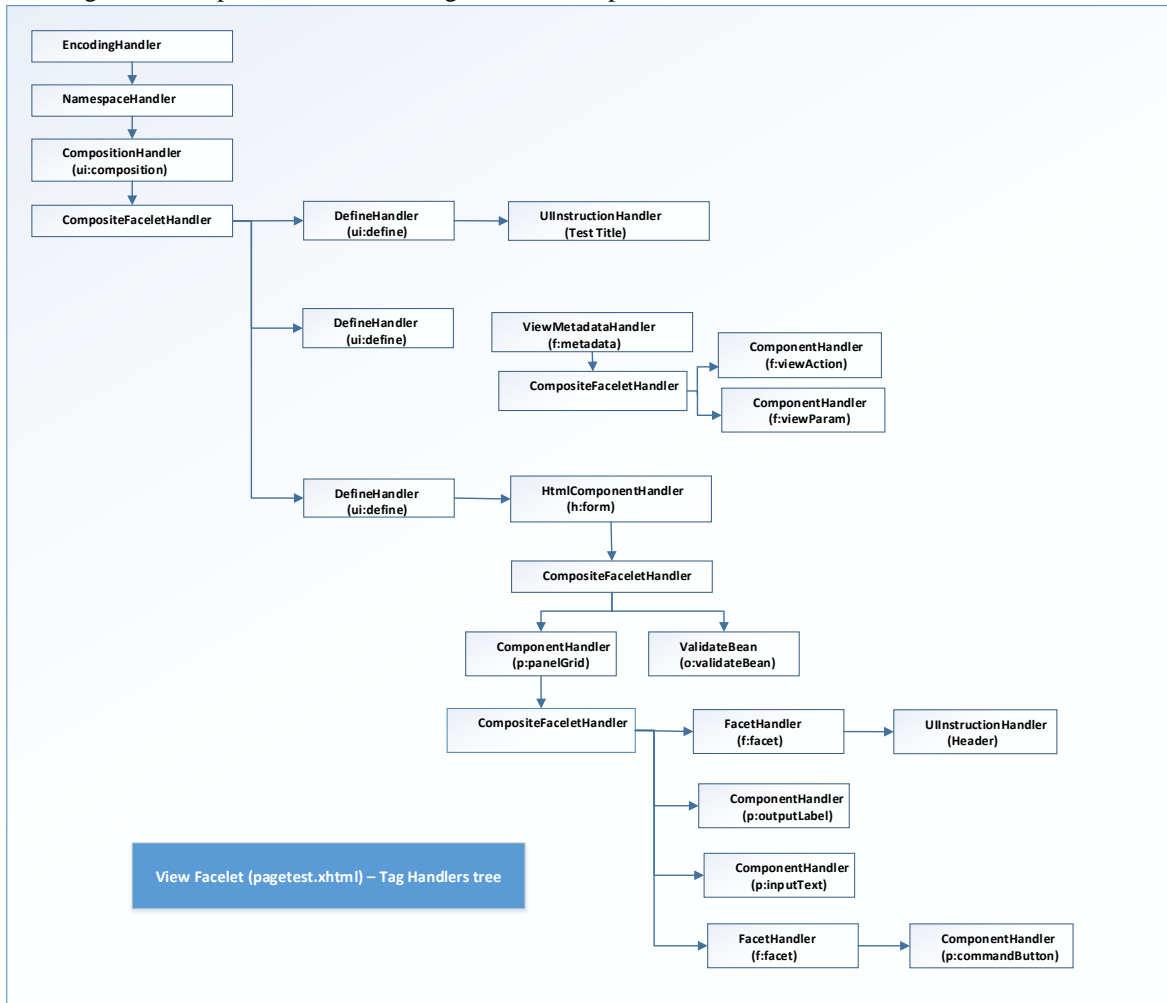 EncodingHandler
NamespaceHandler
CompositionHandler
(ui:composition)
CompositeFaceletHandler
DefineHandler
(ui:define)
UIInstructionHandler
(Test Title)
DefineHandler
(ui:define)
ViewMetadataHandler
(f:metadata)
CompositeFaceletHandler
ComponentHandler
(f:viewAction)
ComponentHandler
(f:viewParam)
DefineHandler
(ui:define)
HtmlComponentHandler
(h:form)
CompositeFaceletHandler
ComponentHandler
(p:panelGrid)
ValidateBean
(o:validateBean)
CompositeFaceletHandler
FacetHandler
(f:facet)
UIInstructionHandler
(Header)
ComponentHandler
(p:outputLabel)
ComponentHandler
(p:inputText)
FacetHandler
(f:facet)
ComponentHandler
(p:commandButton)
View Facelet (pagetest.xhtml) – Tag Handlers tree